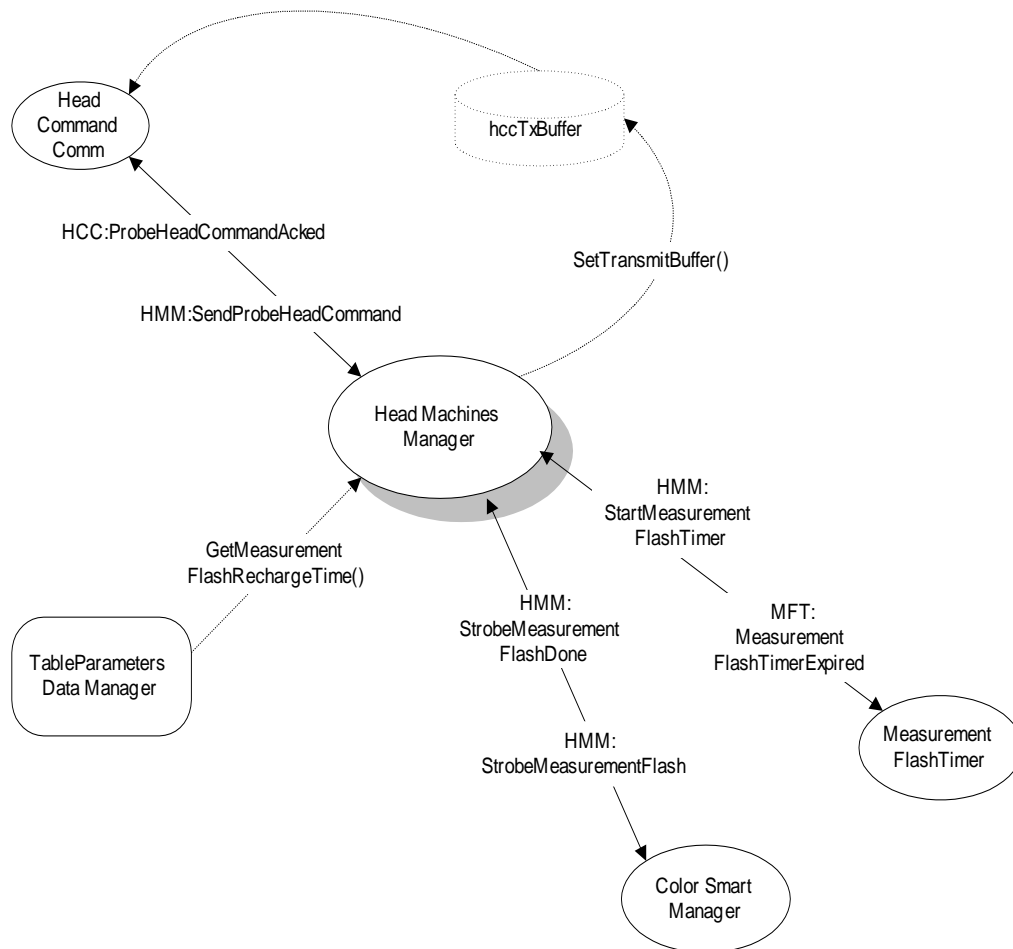 Head
Command
Comm
hccTxBuffer
HCC:ProbeHeadCommandAcked
SetTransmitBuffer()
HMM:SendProbeHeadCommand
Head Machines
Manager
HMM:
StartMeasurement
FlashTimer
GetMeasurement
FlashRechargeTime()
HMM:
StrobeMeasurement
FlashDone
MFT:
Measurement
FlashTimerExpired
TableParameters
Data Manager
HMM:
StrobeMeasurementFlash
Measurement
FlashTimer
Color Smart
Manager